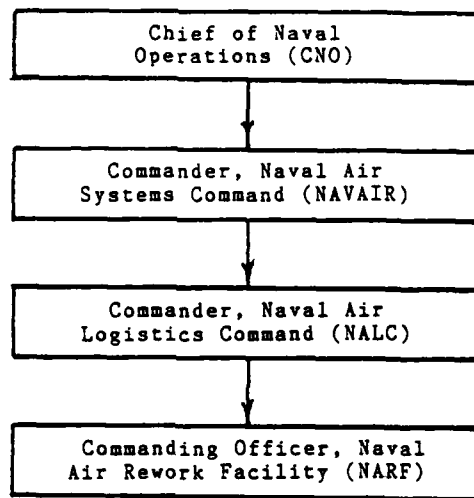 Chief of Naval
Operations (CNO)
Commander, Naval Air
Systems Command (NAVAIR)
Commander, Naval Air
Logistics Command (NALC)
Commanding Officer, Naval
Air Rework Facility (NARF)